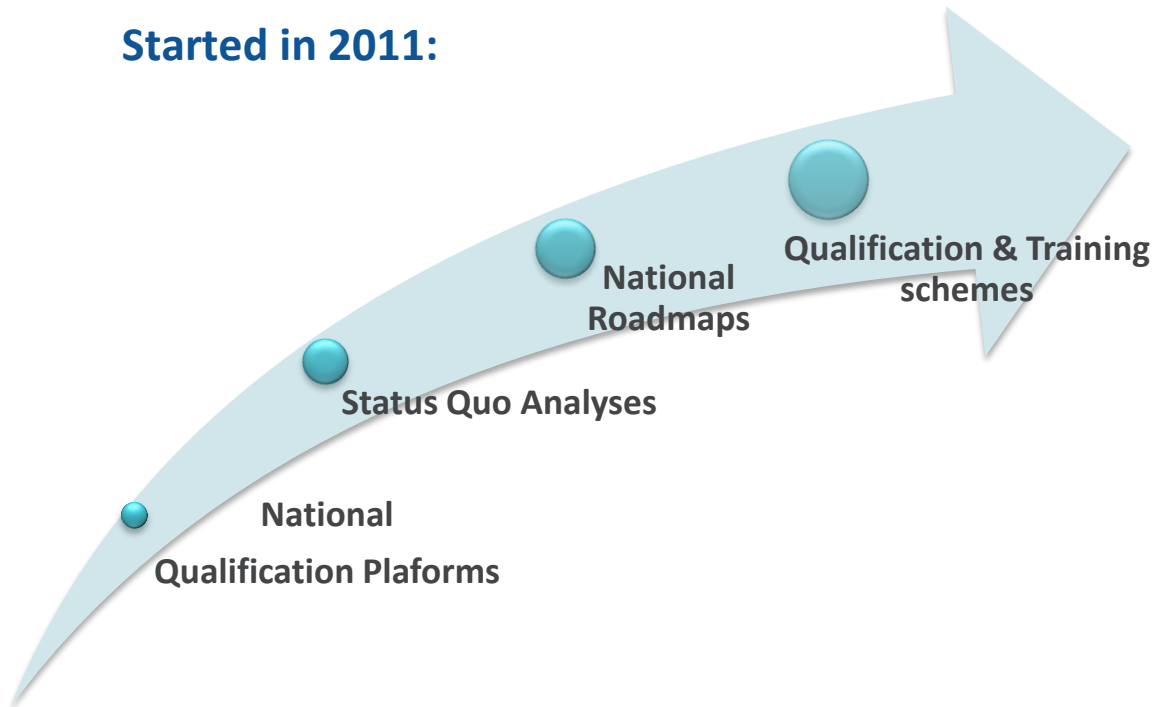 Started in 2011:
Qualification & Training
schemes
National
Roadmaps
Status Quo Analyses
National
Qualification Plaforms